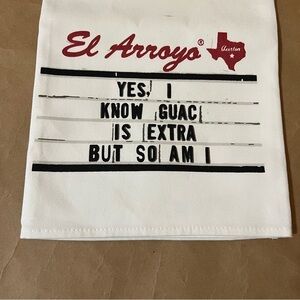 El Arroyo®
Austin
YES, I
KNOW GUAC
IS EXTRA
BUT SO AM I